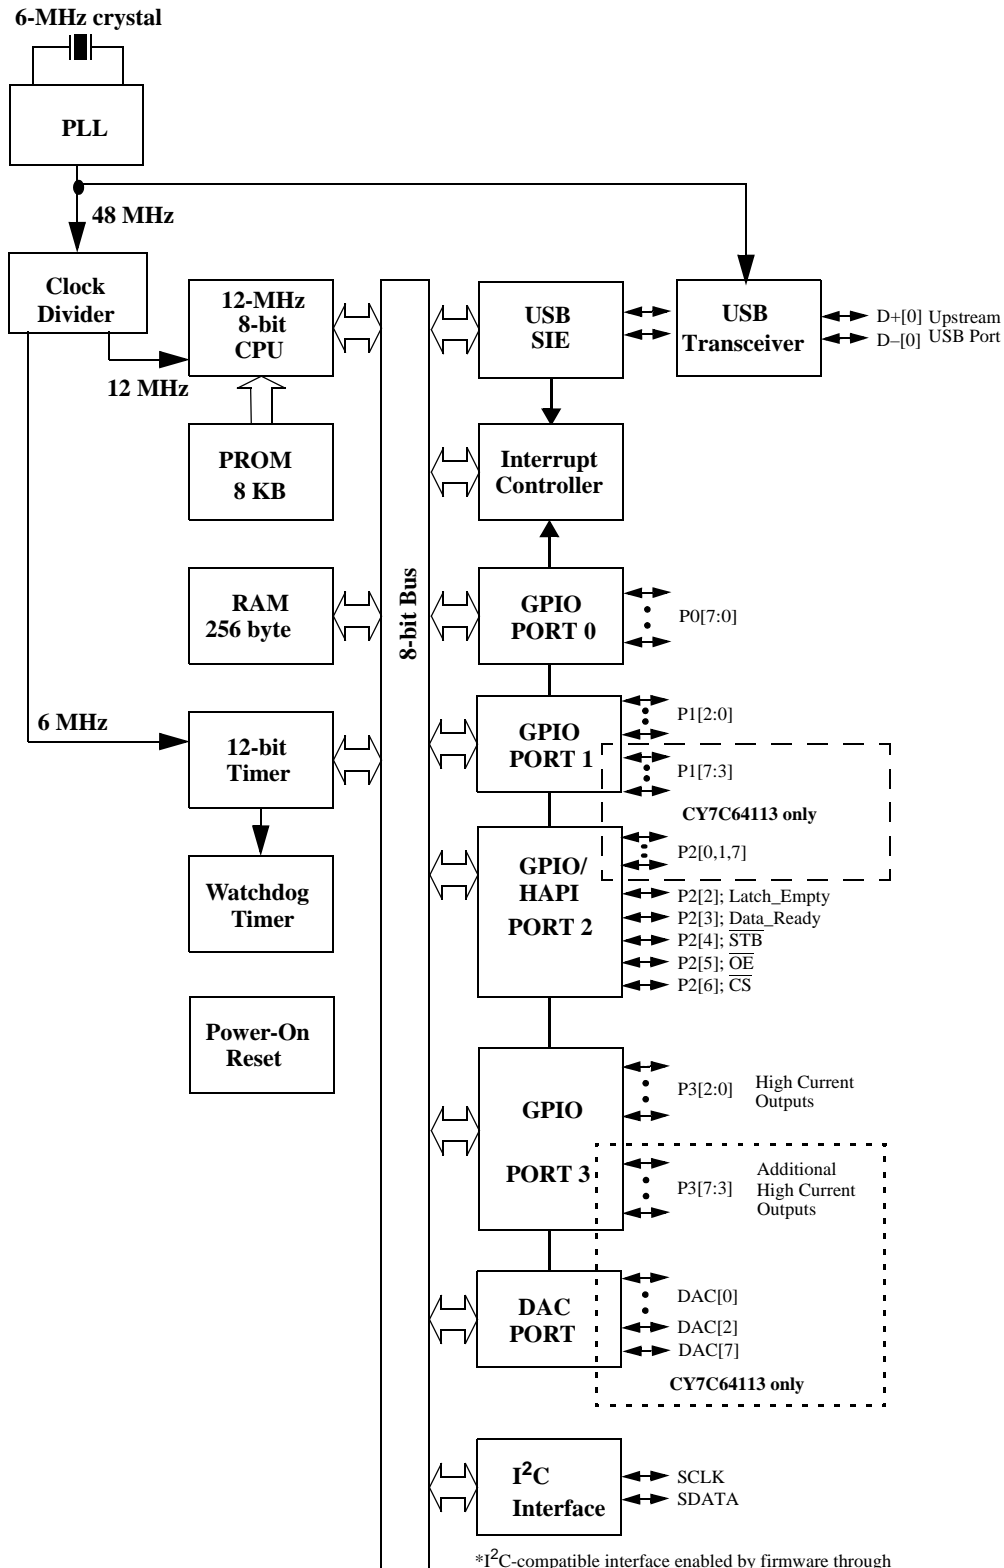 6-MHz crystal
PLL
48 MHz
Clock
Divider
12-MHz
8-bit
CPU
12 MHz
USB
SIE
USB
Transceiver
D+[0] Upstream
D–[0] USB Port
PROM
8 KB
Interrupt
Controller
8-bit Bus
RAM
256 byte
GPIO
PORT 0
P0[7:0]
6 MHz
12-bit
Timer
GPIO
PORT 1
P1[2:0]
P1[7:3]
CY7C64113 only
Watchdog
Timer
GPIO/
HAPI
PORT 2
P2[0,1,7]
P2[2]; Latch_Empty
P2[3]; Data_Ready
P2[4]; S̅T̅B̅
P2[5]; O̅E̅
P2[6]; C̅S̅
Power-On
Reset
GPIO
PORT 3
P3[2:0]
High Current
Outputs
P3[7:3]
Additional
High Current
Outputs
DAC
PORT
DAC[0]
DAC[2]
DAC[7]
CY7C64113 only
I²C
Interface
SCLK
SDATA
*I²C-compatible interface enabled by firmware through